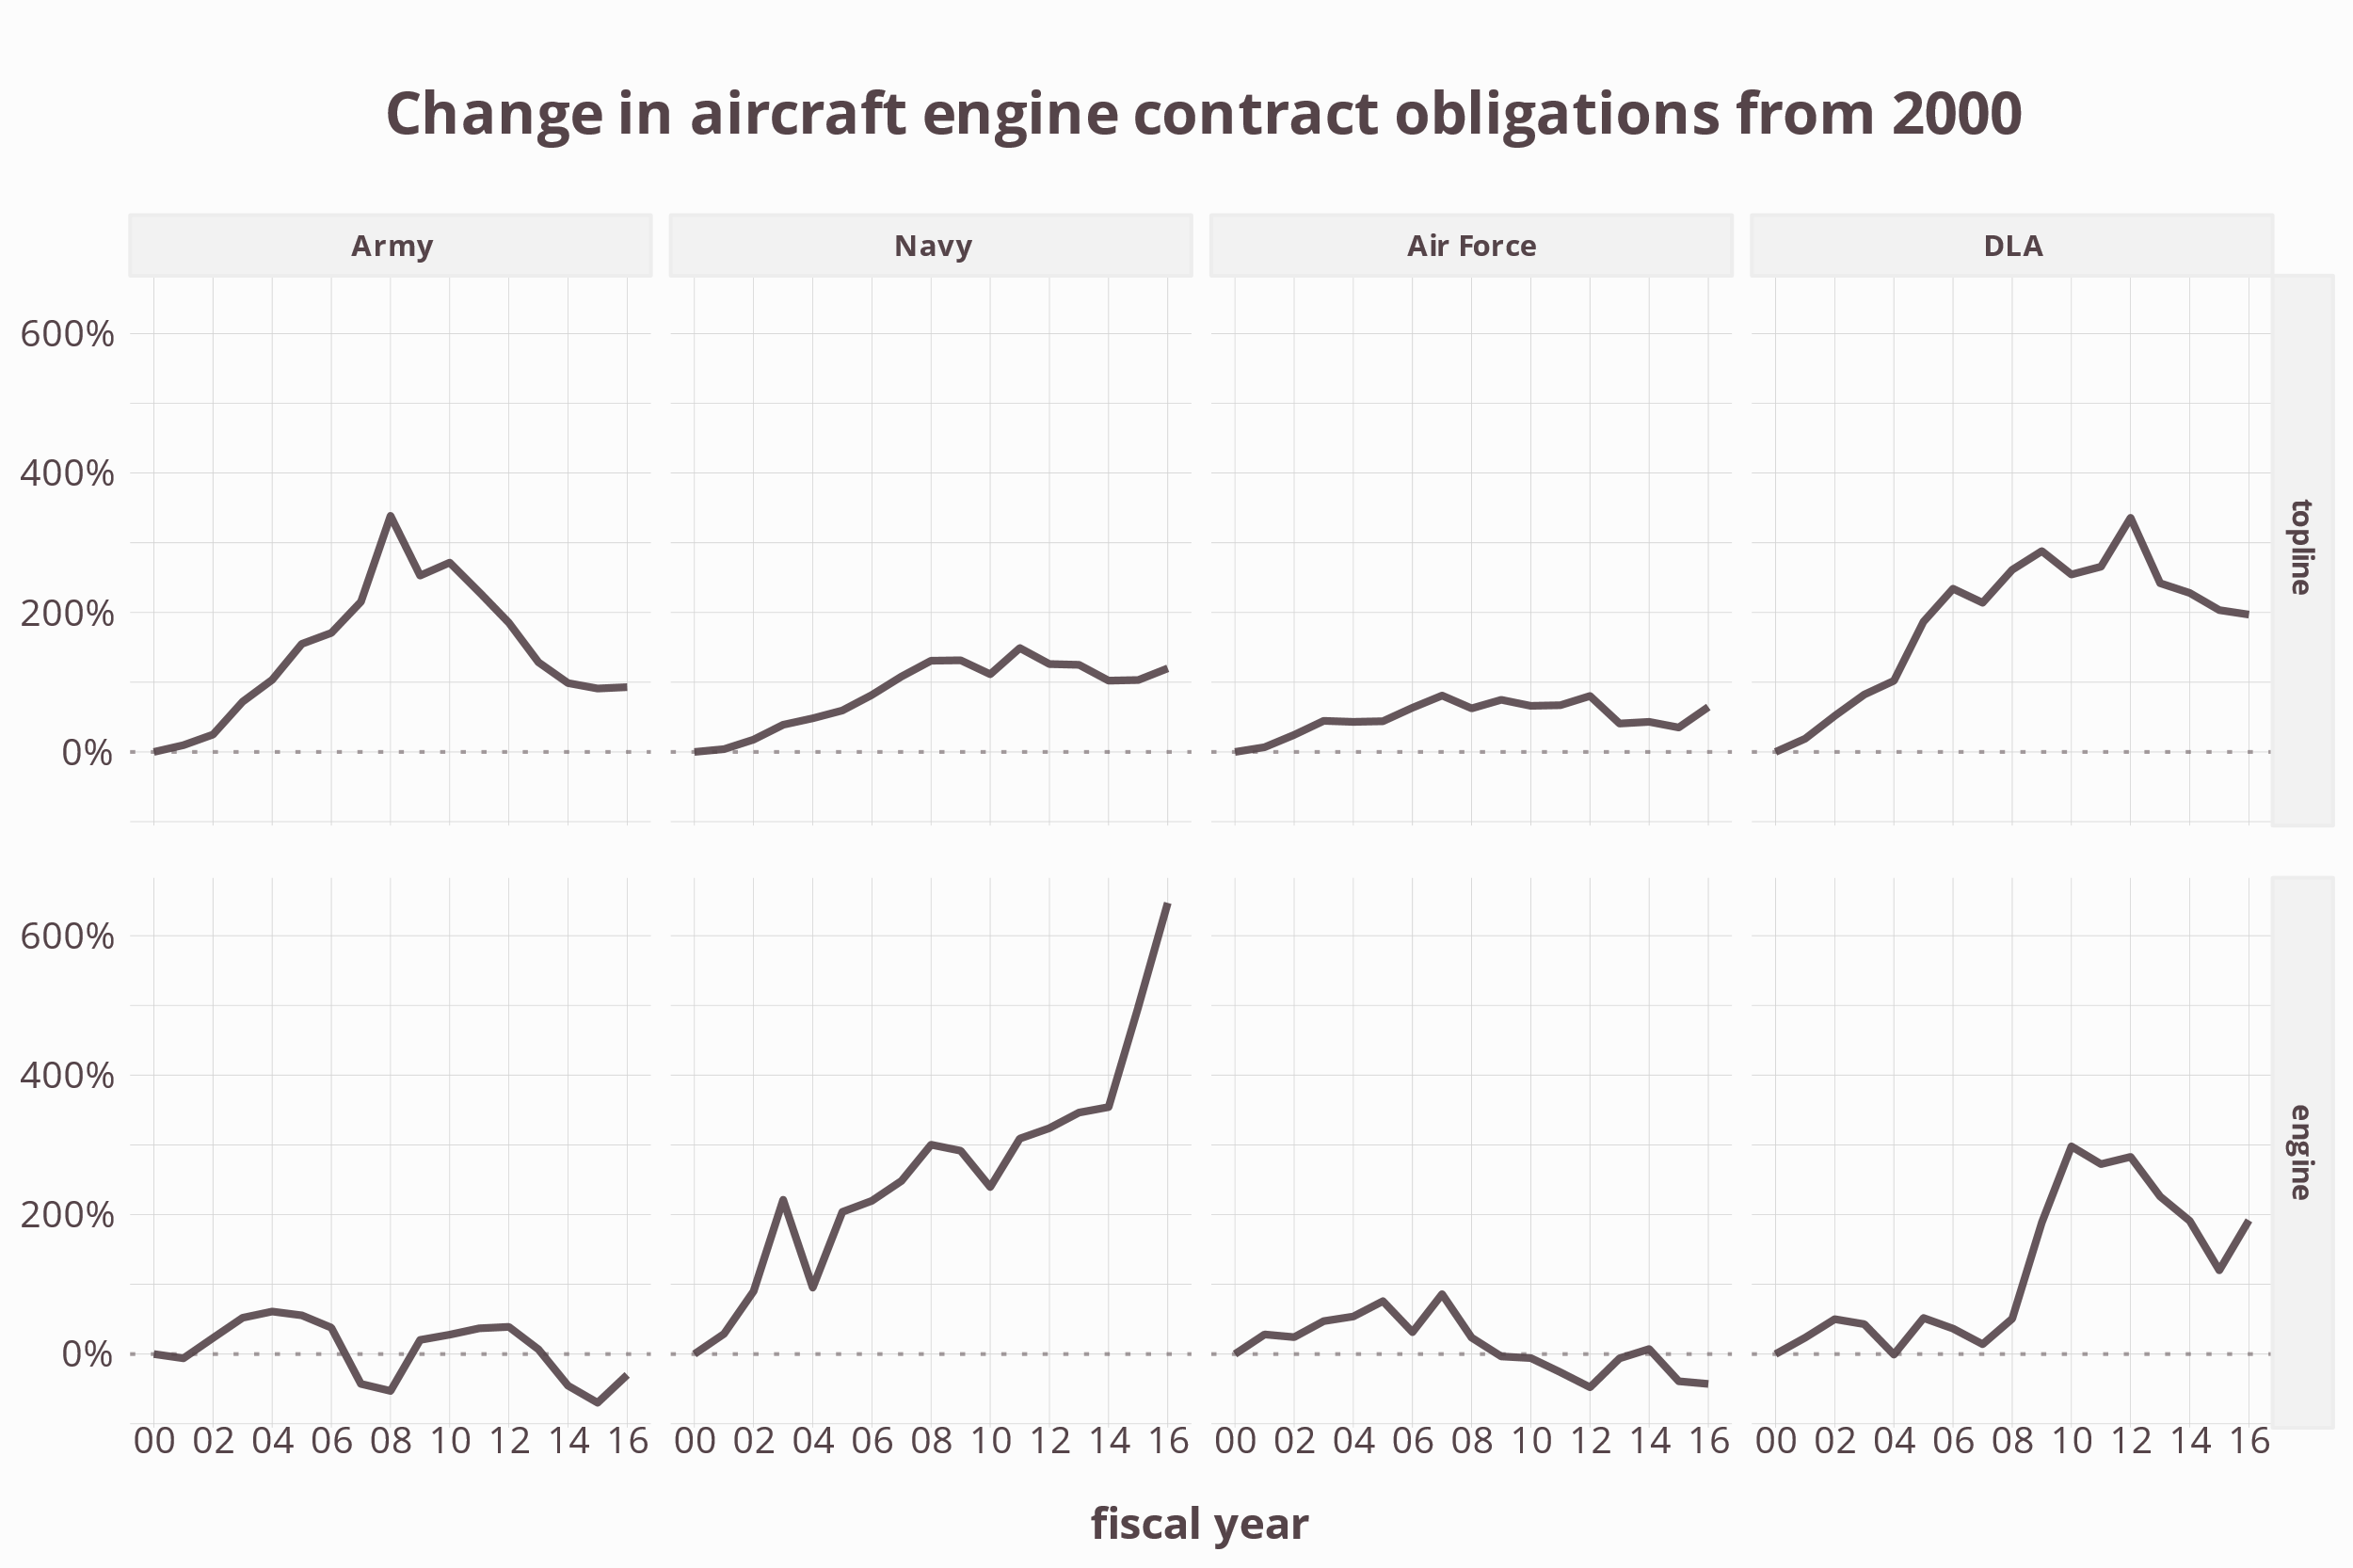 Change in aircraft engine contract obligations from 2000
Army Navy Air Force DLA
600%
400%
200%
0%
topline
600%
400%
200%
0%
engine
00 02 04 06 08 10 12 14 16 00 02 04 06 08 10 12 14 16 00 02 04 06 08 10 12 14 16 00 02 04 06 08 10 12 14 16
fiscal year